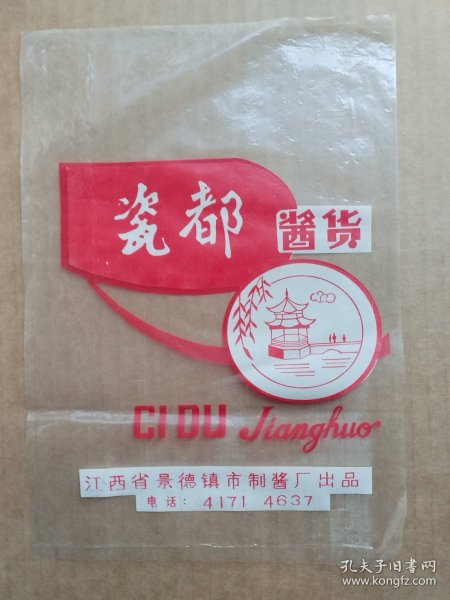 瓷都
醬货
CI DU Jianghuo
江西省景德镇市制酱厂出品
电话: 4171 4637
孔夫子旧书网
www.kongfz.com